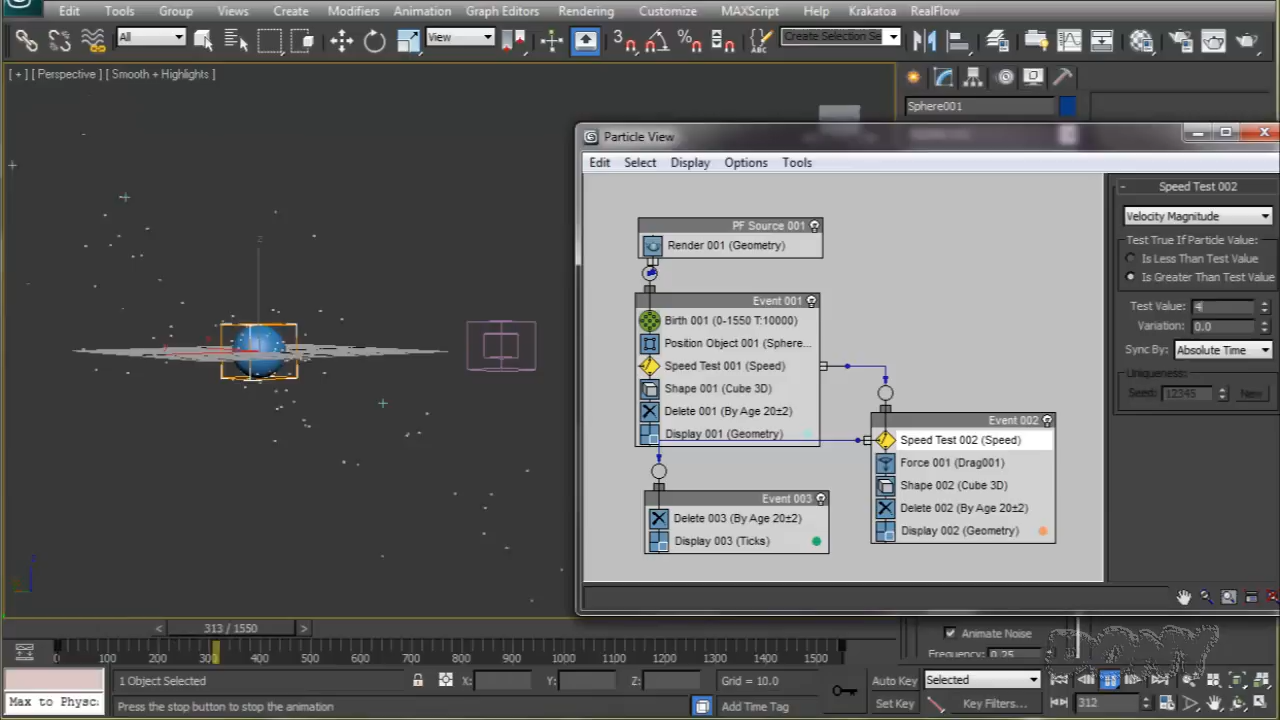 Edit Tools Group Views Create Modifiers Animation Graph Editors Rendering Customize MAXScript Help Krakatoa RealFlow
All View 3 Create Selection Se
[ + ] [ Perspective ] [ Smooth + Highlights ]
Sphere001
Particle View
Edit Select Display Options Tools
Speed Test 002
Velocity Magnitude
Test True If Particle Value:
Is Less Than Test Value
Is Greater Than Test Value
Test Value: 4
Variation: 0.0
Sync By: Absolute Time
Uniqueness:
Seed: 12345 New
PF Source 001
Render 001 (Geometry)
Event 001
Birth 001 (0-1550 T:10000)
Position Object 001 (Sphere...
Speed Test 001 (Speed)
Shape 001 (Cube 3D)
Delete 001 (By Age 20±2)
Display 001 (Geometry)
Event 002
Speed Test 002 (Speed)
Force 001 (Drag001)
Shape 002 (Cube 3D)
Delete 002 (By Age 20±2)
Display 002 (Geometry)
Event 003
Delete 003 (By Age 20±2)
Display 003 (Ticks)
z
< 313 / 1550 >
Animate Noise
Frequency: 0.25
0 100 200 300 400 500 600 700 800 900 1000 1100 1200 1300 1400 1500
1 Object Selected X: Y: Z: Grid = 10.0 Auto Key Selected
Max to Physc. Press the stop button to stop the animation Add Time Tag Set Key Key Filters... 312